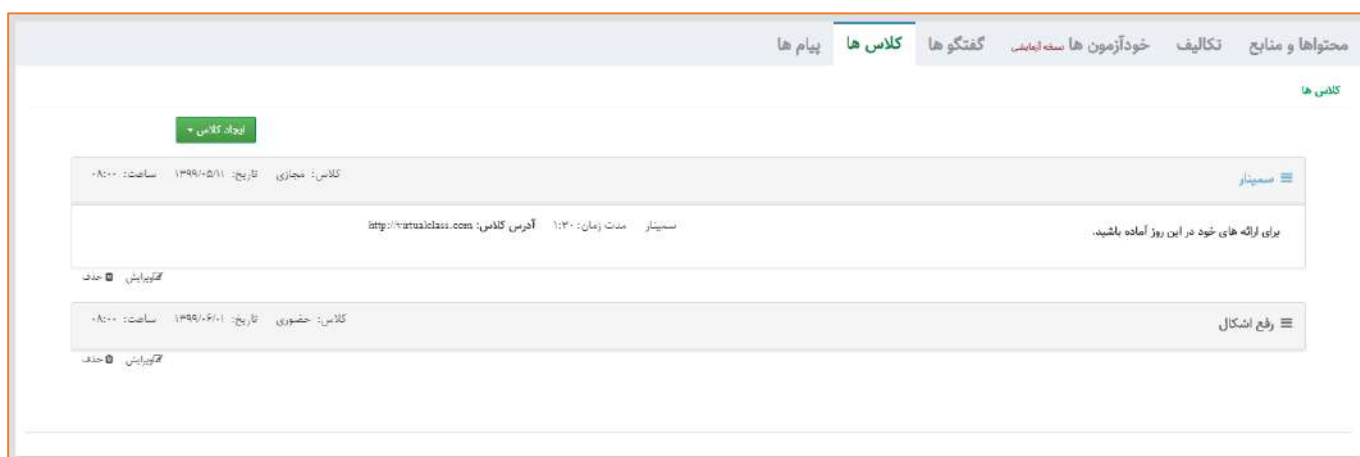 محتواها و منابع تکالیف خودآزمون ها نسخه آزمایشی گفتگو ها کلاس ها پیام ها
کلاس ها
ایجاد کلاس
سمینار کلاس: مجازی تاریخ: ۱۳۹۹/۰۵/۱۱ ساعت: ۰۸:۰۰
برای ارائه های خود در این روز آماده باشید. سمینار مدت زمان: ۱:۳۰ آدرس کلاس: http://virtualclass.com
ویرایش حذف
رفع اشکال کلاس: حضوری تاریخ: ۱۳۹۹/۰۶/۰۱ ساعت: ۰۸:۰۰
ویرایش حذف